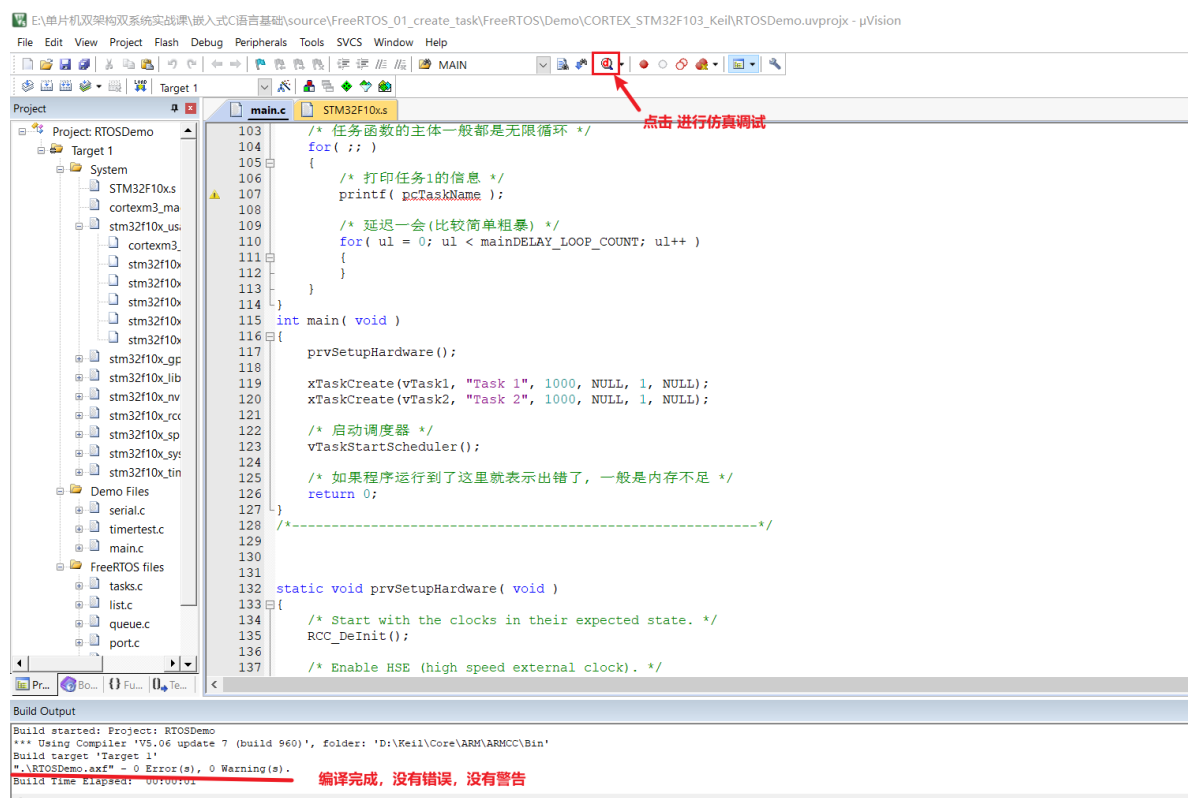 E:\单片机双架构双系统实战课\嵌入式C语言基础\source\FreeRTOS_01_create_task\FreeRTOS\Demo\CORTEX_STM32F103_Keil\RTOSDemo.uvprojx - µVision
File Edit View Project Flash Debug Peripherals Tools SVCS Window Help
MAIN
Target 1
Project
main.c STM32F10x.s
点击 进行仿真调试
Project: RTOSDemo
Target 1
System
STM32F10x.s
cortexm3_ma
stm32f10x_us
cortexm3_
stm32f10x
stm32f10x
stm32f10x
stm32f10x
stm32f10x
stm32f10x_gp
stm32f10x_lib
stm32f10x_nv
stm32f10x_rcc
stm32f10x_sp
stm32f10x_sys
stm32f10x_tin
Demo Files
serial.c
timertest.c
main.c
FreeRTOS files
tasks.c
list.c
queue.c
port.c
Pr... Bo... {} Fu... Te...
103 /* 任务函数的主体一般都是无限循环 */
104 for( ;; )
105 {
106 /* 打印任务1的信息 */
107 printf( pcTaskName );
108
109 /* 延迟一会(比较简单粗暴) */
110 for( ul = 0; ul < mainDELAY_LOOP_COUNT; ul++ )
111 {
112 }
113 }
114 }
115 int main( void )
116 {
117 prvSetupHardware();
118
119 xTaskCreate(vTask1, "Task 1", 1000, NULL, 1, NULL);
120 xTaskCreate(vTask2, "Task 2", 1000, NULL, 1, NULL);
121
122 /* 启动调度器 */
123 vTaskStartScheduler();
124
125 /* 如果程序运行到了这里就表示出错了, 一般是内存不足 */
126 return 0;
127 }
128 /*-----------------------------------------------------------*/
129
130
131
132 static void prvSetupHardware( void )
133 {
134 /* Start with the clocks in their expected state. */
135 RCC_DeInit();
136
137 /* Enable HSE (high speed external clock). */
Build Output
Build started: Project: RTOSDemo
*** Using Compiler 'V5.06 update 7 (build 960)', folder: 'D:\Keil\Core\ARM\ARMCC\Bin'
Build target 'Target 1'
".\RTOSDemo.axf" - 0 Error(s), 0 Warning(s).
Build Time Elapsed: 00:00:01
编译完成，没有错误，没有警告